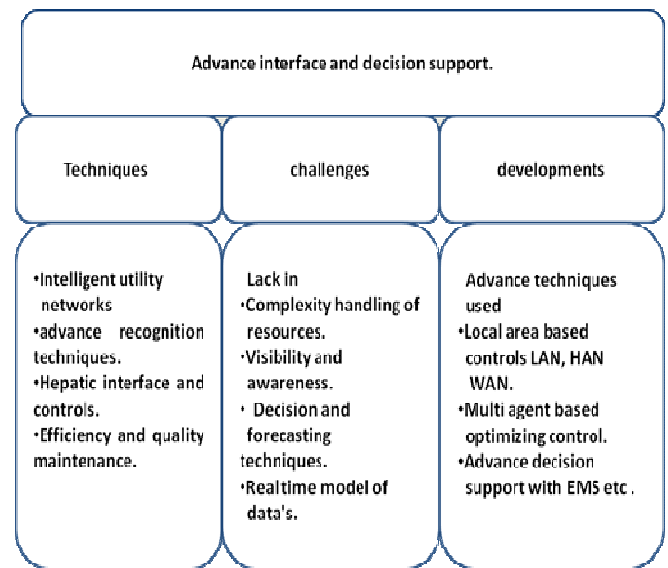 Advance interface and decision support.
Techniques
challenges
developments
•Intelligent utility
networks
•advance recognition
techniques.
•Hepatic interface and
controls.
•Efficiency and quality
maintenance.
Lack in
•Complexity handling of
resources.
•Visibility and
awareness.
• Decision and
forecasting
techniques.
•Realtime model of
data's.
Advance techniques
used
•Local area based
controls LAN, HAN
WAN.
•Multi agent based
optimizing control.
•Advance decision
support with EMS etc .